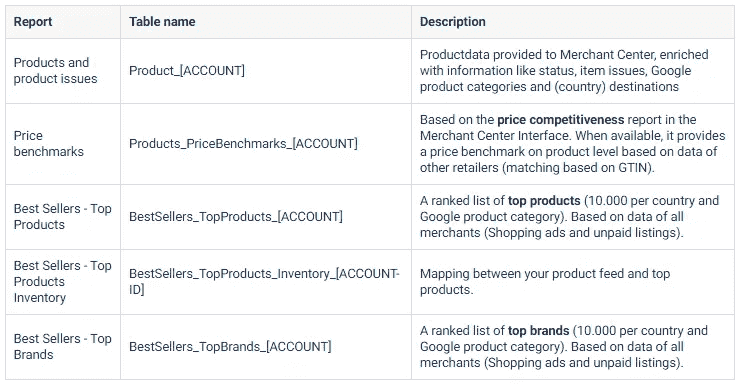 Report Table name Description
Products and
product issues
Product_[ACCOUNT]
Productdata provided to Merchant Center, enriched
with information like status, item issues, Google
product categories and (country) destinations
Price
benchmarks
Products_PriceBenchmarks_[ACCOUNT]
Based on the price competitiveness report in the
Merchant Center Interface. When available, it provides
a price benchmark on product level based on data of
other retailers (matching based on GTIN).
Best Sellers - Top
Products
BestSellers_TopProducts_[ACCOUNT]
A ranked list of top products (10.000 per country and
Google product category). Based on data of all
merchants (Shopping ads and unpaid listings).
Best Sellers - Top
Products
Inventory
BestSellers_TopProducts_Inventory_[ACCOUNT-
ID]
Mapping between your product feed and top
products.
Best Sellers - Top
Brands
BestSellers_TopBrands_[ACCOUNT]
A ranked list of top brands (10.000 per country and
Google product category). Based on data of all
merchants (Shopping ads and unpaid listings).